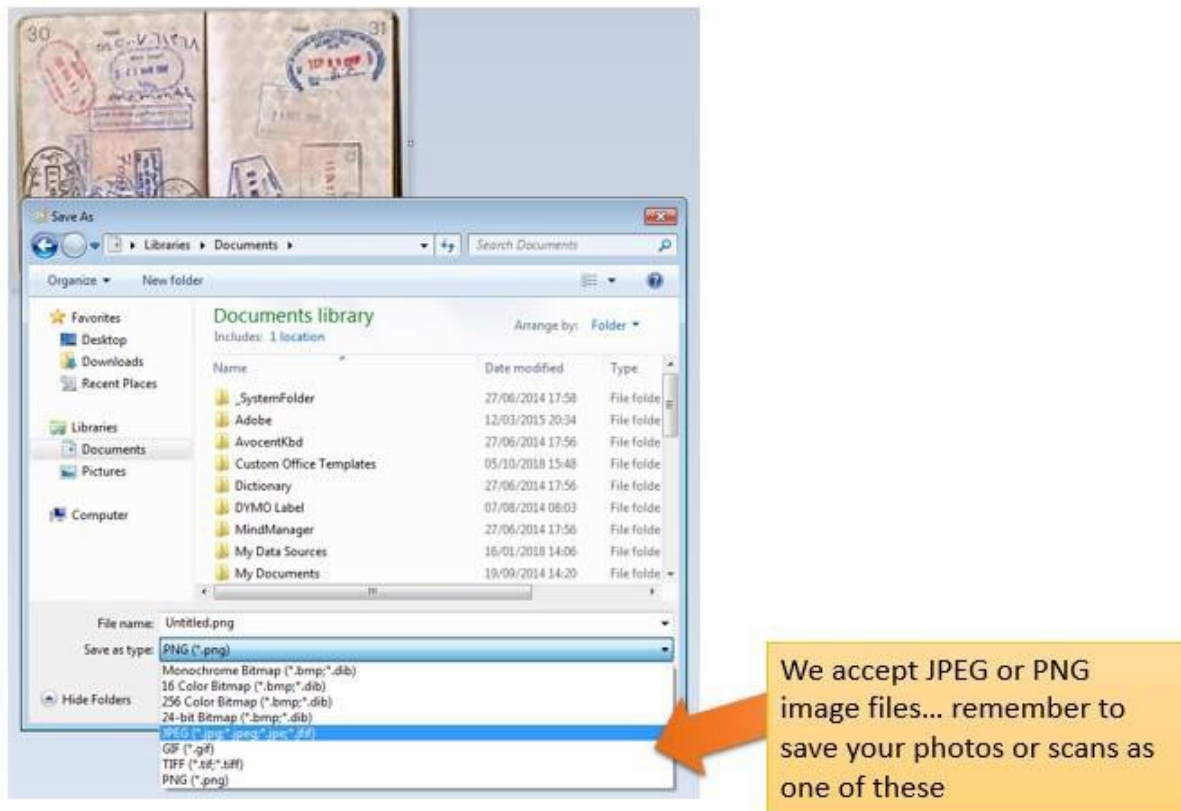 30
31
SEP
Save As
Libraries ▸ Documents ▸
Search Documents
Organize
New folder
Favorites
Desktop
Downloads
Recent Places
Libraries
Documents
Pictures
Computer
Documents library
Includes: 1 location
Arrange by: Folder
Name Date modified Type
_SystemFolder 27/06/2014 17:58 File folde
Adobe 12/03/2015 20:34 File folde
AvocentKbd 27/06/2014 17:56 File folde
Custom Office Templates 05/10/2018 15:48 File folde
Dictionary 27/06/2014 17:56 File folde
DYMO Label 07/08/2014 08:03 File folde
MindManager 27/06/2014 17:56 File folde
My Data Sources 16/01/2018 14:06 File folde
My Documents 19/09/2014 14:20 File folde
File name: Untitled.png
Save as type: PNG (*.png)
Monochrome Bitmap (*.bmp;*.dib)
16 Color Bitmap (*.bmp;*.dib)
256 Color Bitmap (*.bmp;*.dib)
24-bit Bitmap (*.bmp;*.dib)
JPEG (*.jpg;*.jpeg;*.jpe;*.jfif)
GIF (*.gif)
TIFF (*.tif;*.tiff)
PNG (*.png)
Hide Folders
We accept JPEG or PNG
image files... remember to
save your photos or scans as
one of these